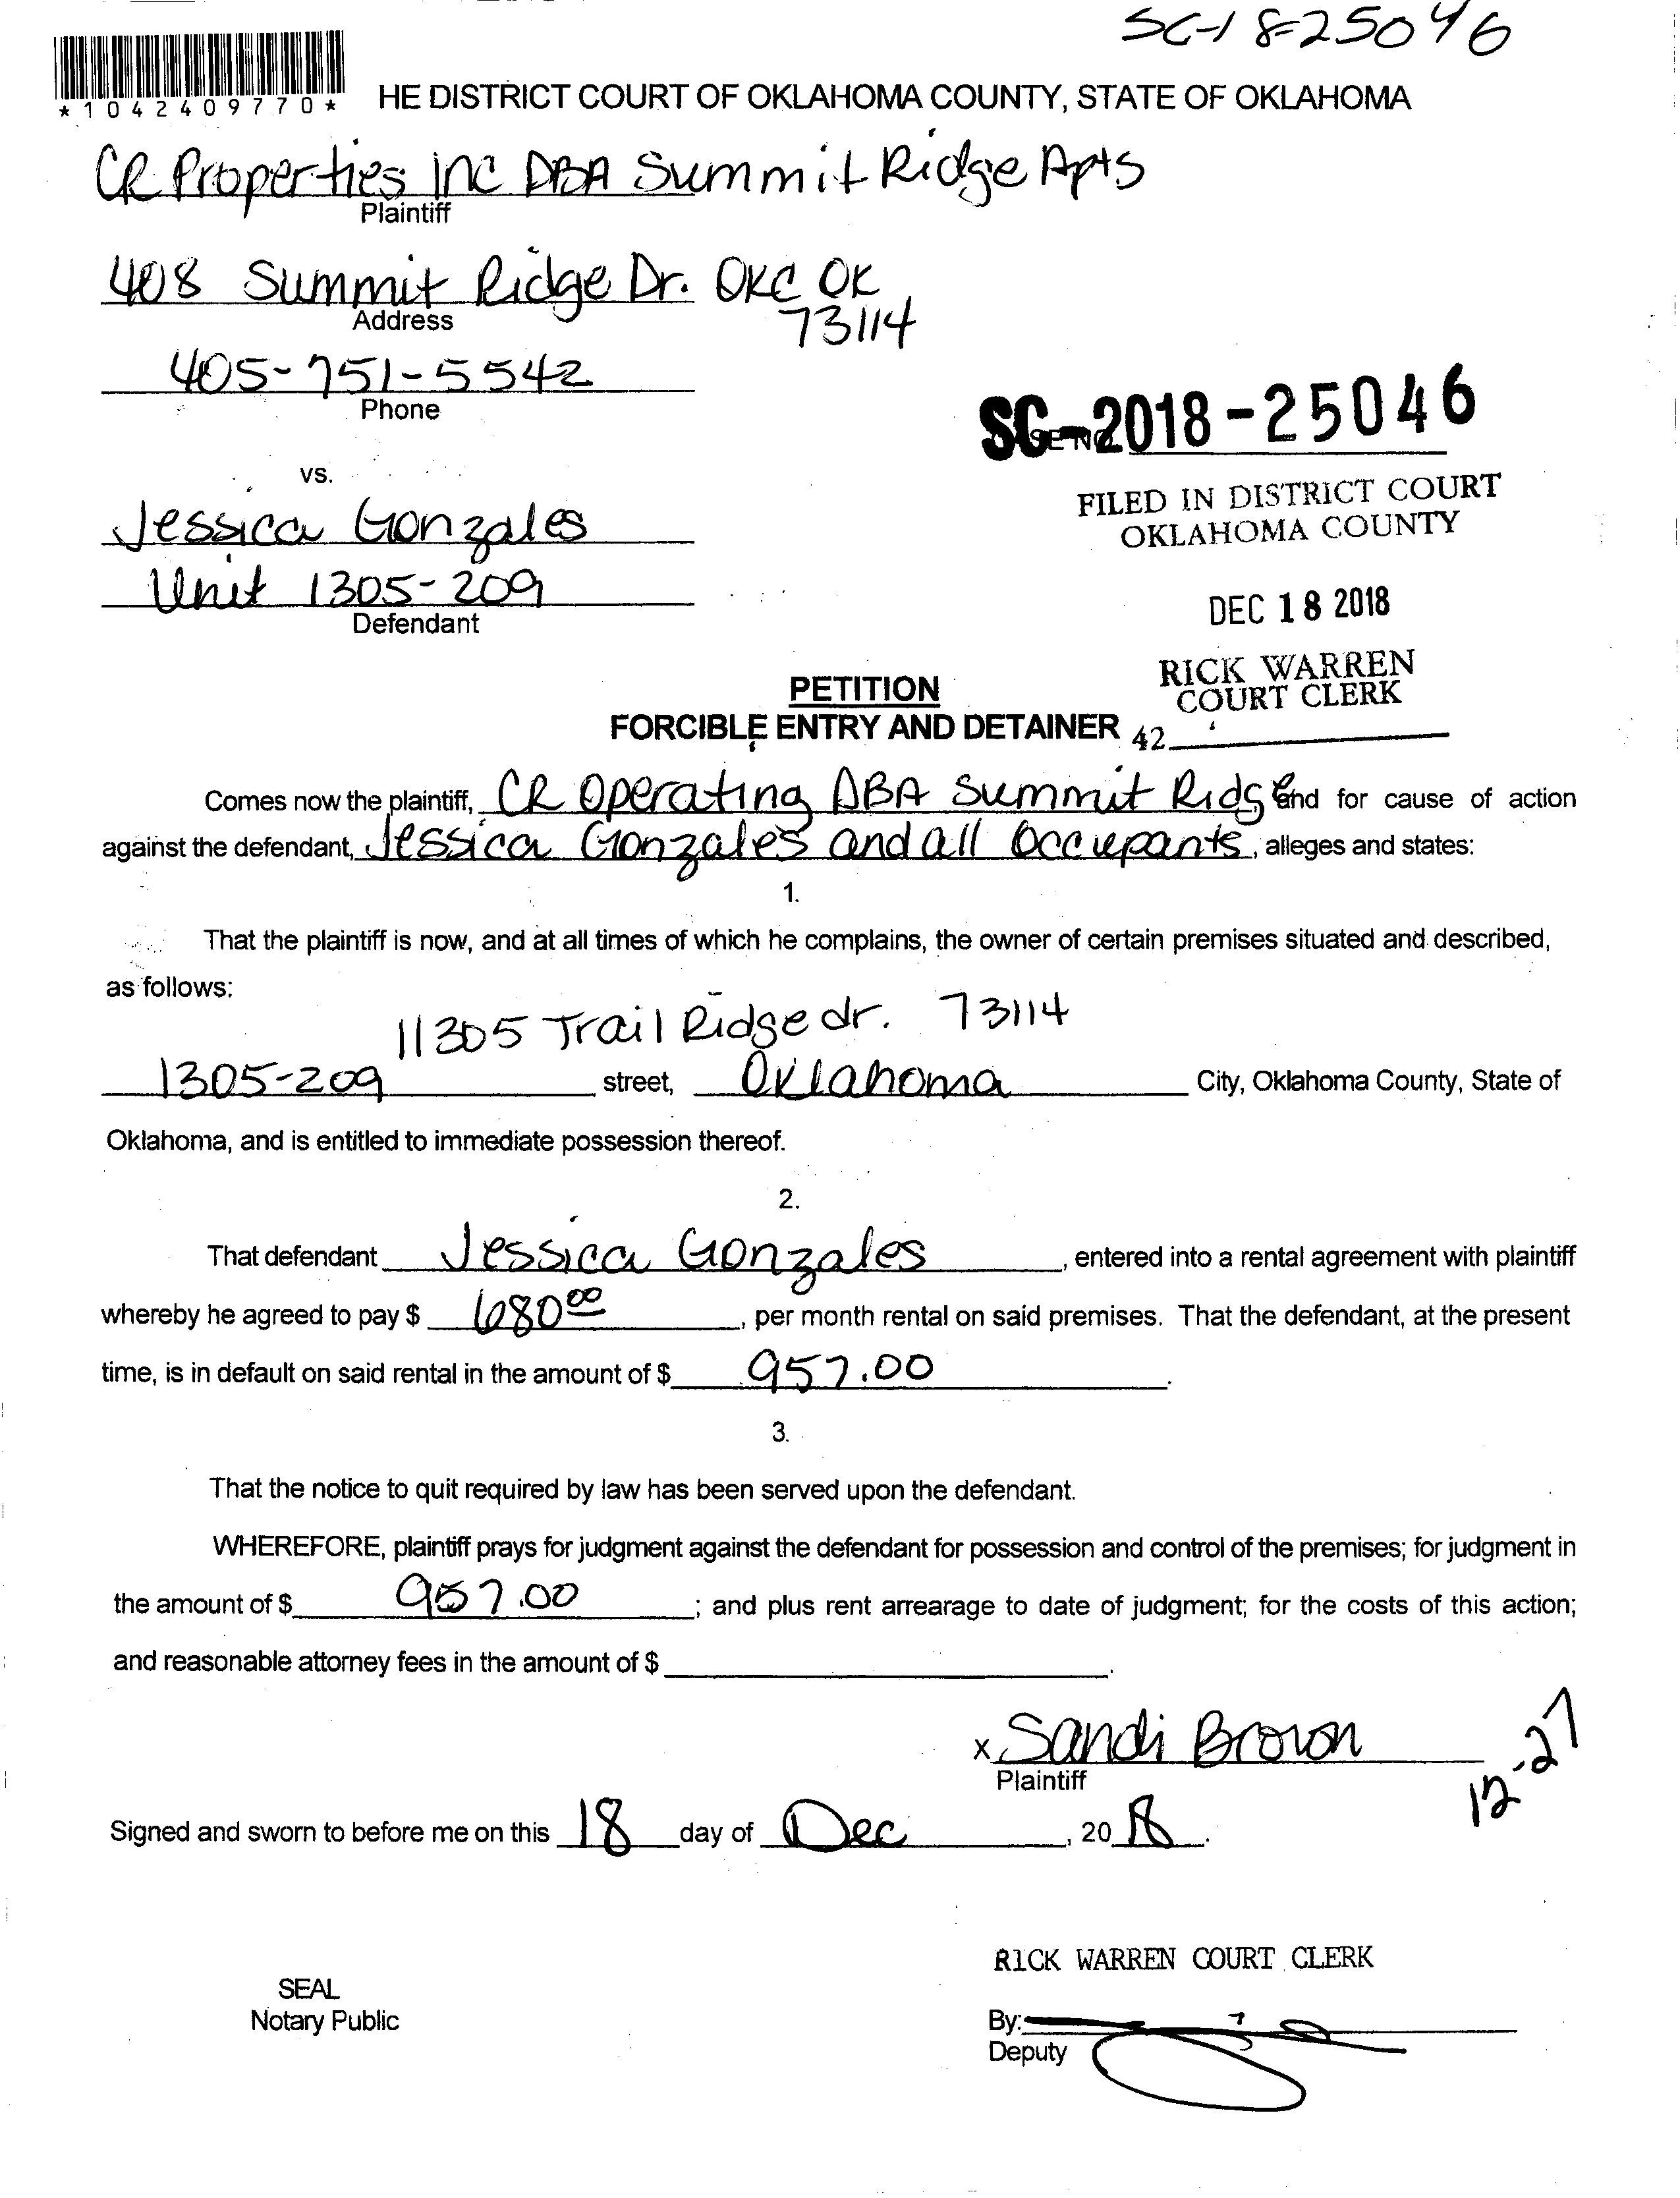 SC-18-25046
*1042409770*
HE DISTRICT COURT OF OKLAHOMA COUNTY, STATE OF OKLAHOMA
CR Properties Inc DBA Summit Ridge Apts
Plaintiff
408 Summit Ridge Dr. OKC OK
73114
Address
405-751-5542
Phone
SC-2018-25046
vs.
FILED IN DISTRICT COURT
OKLAHOMA COUNTY
Jessica Gonzales
Unit 1305-209
Defendant
DEC 18 2018
RICK WARREN
COURT CLERK
42
PETITION
FORCIBLE ENTRY AND DETAINER
Comes now the plaintiff, CR Operating DBA Summit Ridg and for cause of action
against the defendant, Jessica Gonzales and all Occupants, alleges and states:
1.
That the plaintiff is now, and at all times of which he complains, the owner of certain premises situated and described,
as follows:
11305 Trail Ridge dr. 73114
1305-209 street, Oklahoma City, Oklahoma County, State of
Oklahoma, and is entitled to immediate possession thereof.
2.
That defendant Jessica Gonzales, entered into a rental agreement with plaintiff
whereby he agreed to pay $ 680 00, per month rental on said premises. That the defendant, at the present
time, is in default on said rental in the amount of $ 957.00.
3.
That the notice to quit required by law has been served upon the defendant.
WHEREFORE, plaintiff prays for judgment against the defendant for possession and control of the premises; for judgment in
the amount of $ 957.00; and plus rent arrearage to date of judgment; for the costs of this action;
and reasonable attorney fees in the amount of $ .
x Sandi Brown
Plaintiff
12-27
Signed and sworn to before me on this 18 day of Dec, 2018.
RICK WARREN COURT CLERK
SEAL
Notary Public
By:
Deputy